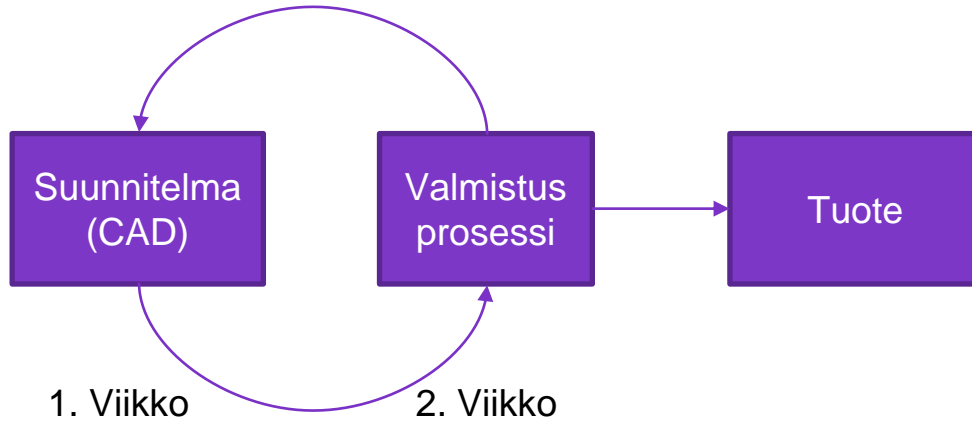 Suunnitelma
(CAD)
Valmistus
prosessi
Tuote
1. Viikko
2. Viikko